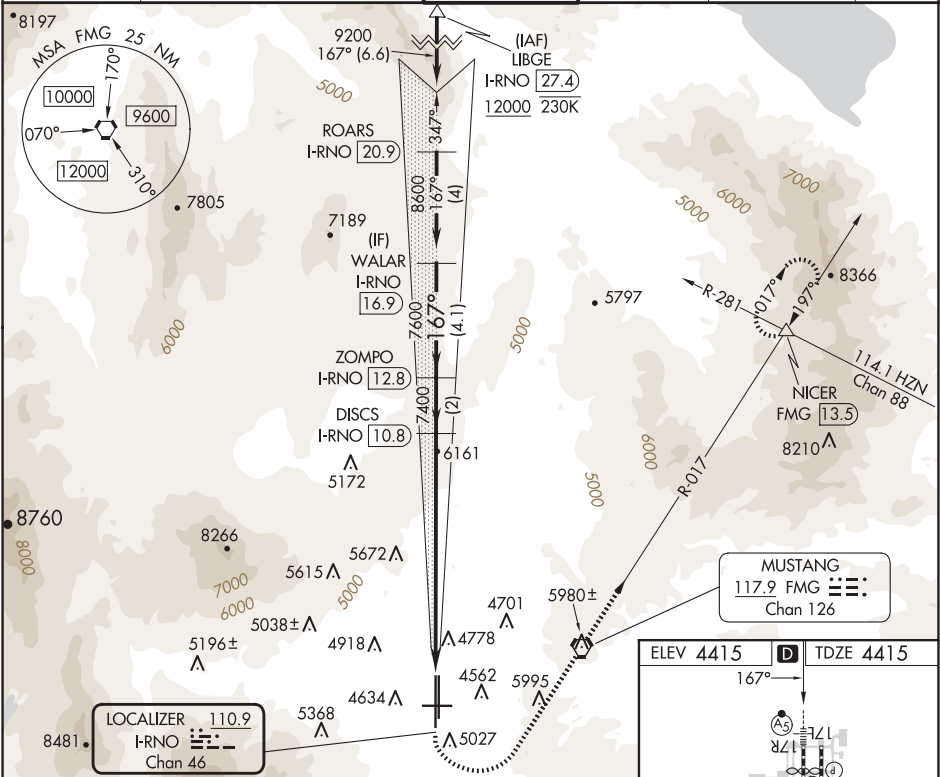 8197
MSA FMG 25 NM
170°
10000
9600
070°
12000
310°
9200
167° (6.6)
(IAF)
LIBGE
I-RNO 27.4
12000 230K
347°
5000
ROARS
I-RNO 20.9
8600
167°
(4)
7805
7189
(IF)
WALAR
I-RNO
16.9
7600
167°
(4.1)
6000
5000
ZOMPO
I-RNO 12.8
7400
(2)
DISCS
I-RNO 10.8
6161
5172
5797
5000
6000
7000
8366
R-281
017°
197°
114.1 HZN
Chan 88
NICER
FMG 13.5
8210
6000
5000
R-017
8760
8000
8266
7000
6000
5672
5615
5000
5038±
4918
5196±
4778
4701
5980±
MUSTANG
117.9 FMG
Chan 126
4634
4562
5995
5368
5027
8481
LOCALIZER 110.9
I-RNO
Chan 46
ELEV 4415 D TDZE 4415
167°
A5
17R
17L
P